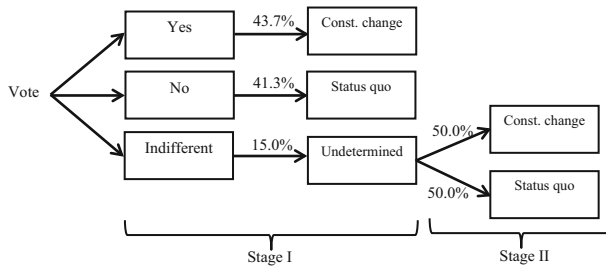 Yes
43.7%
Const. change
Vote
No
41.3%
Status quo
Indifferent
15.0%
Undetermined
50.0%
Const. change
50.0%
Status quo
Stage I
Stage II